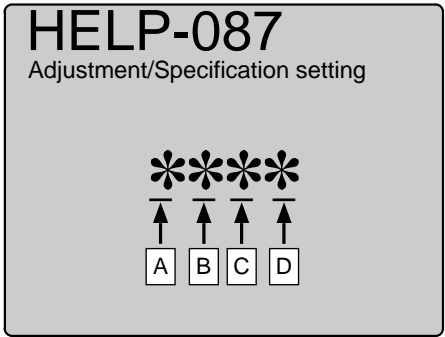 HELP-087
Adjustment/Specification setting
****
A B C D